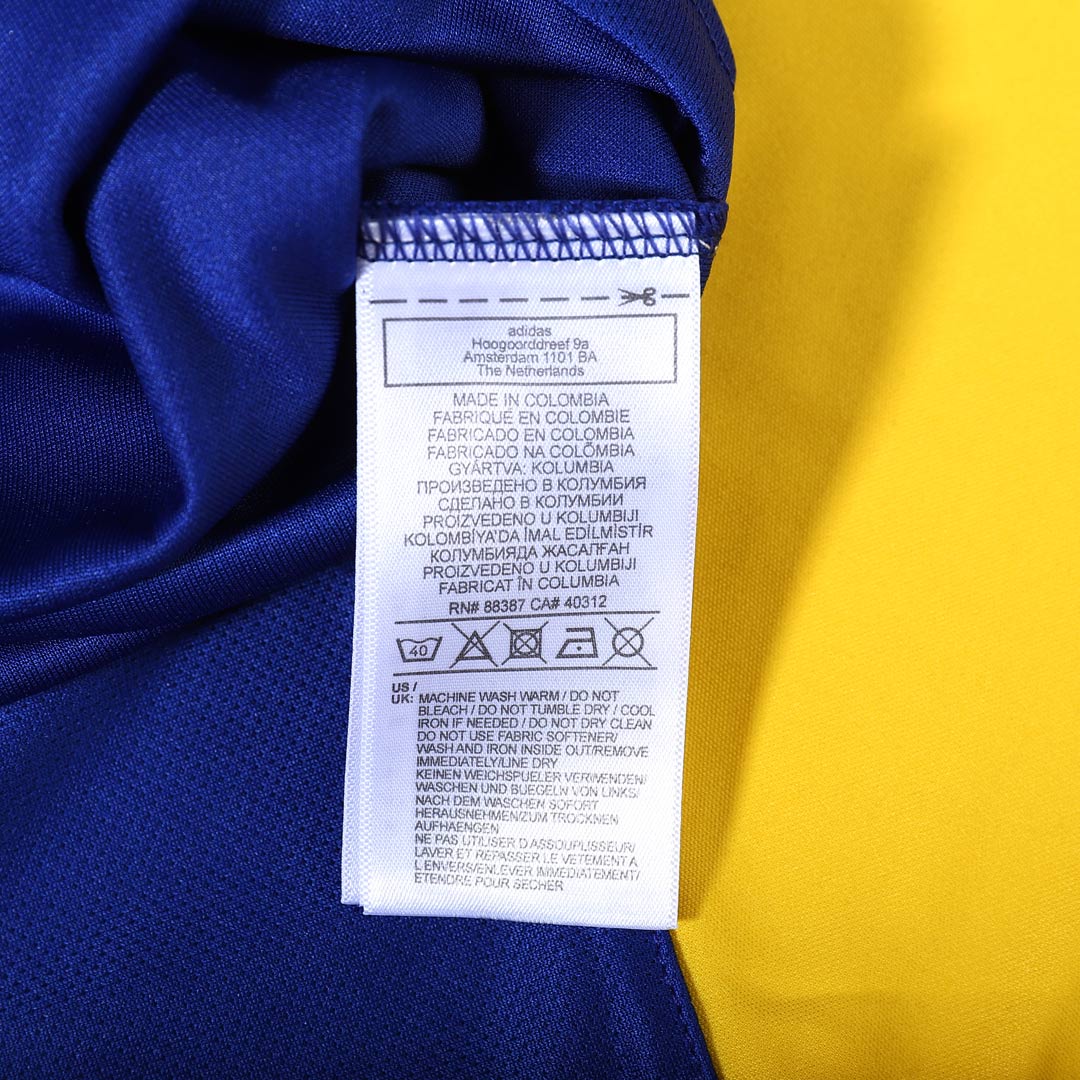 adidas
Hoogoorddreef 9a
Amsterdam 1101 BA
The Netherlands
MADE IN COLOMBIA
FABRIQUÉ EN COLOMBIE
FABRICADO EN COLOMBIA
FABRICADO NA COLÕMBIA
GYÁRTVA: KOLUMBIA
ПРОИЗВЕДЕНО В КОЛУМБИЯ
СДЕЛАНО В КОЛУМБИИ
PROIZVEDENO U KOLUMBIJI
KOLOMBİYA'DA İMAL EDİLMİSTİR
КОЛУМБИЯДА ЖАСАЛҒАН
PROIZVEDENO U KOLUMBIJI
FABRICAT ÎN COLUMBIA
RN# 88387 CA# 40312
40
US /
UK: MACHINE WASH WARM / DO NOT
BLEACH / DO NOT TUMBLE DRY / COOL
IRON IF NEEDED / DO NOT DRY CLEAN
DO NOT USE FABRIC SOFTENER/
WASH AND IRON INSIDE OUT/REMOVE
IMMEDIATELY/LINE DRY
KEINEN WEICHSPUELER VERWENDEN/
WASCHEN UND BUEGELN VON LINKS/
NACH DEM WASCHEN SOFORT
HERAUSNEHMEN/ZUM TROCKNEN
AUFHAENGEN
NE PAS UTILISER D ASSOUPLISSEUR/
LAVER ET REPASSER LE VETEMENT A
L ENVERS/ENLEVER IMMEDIATEMENT/
ETENDRE POUR SECHER